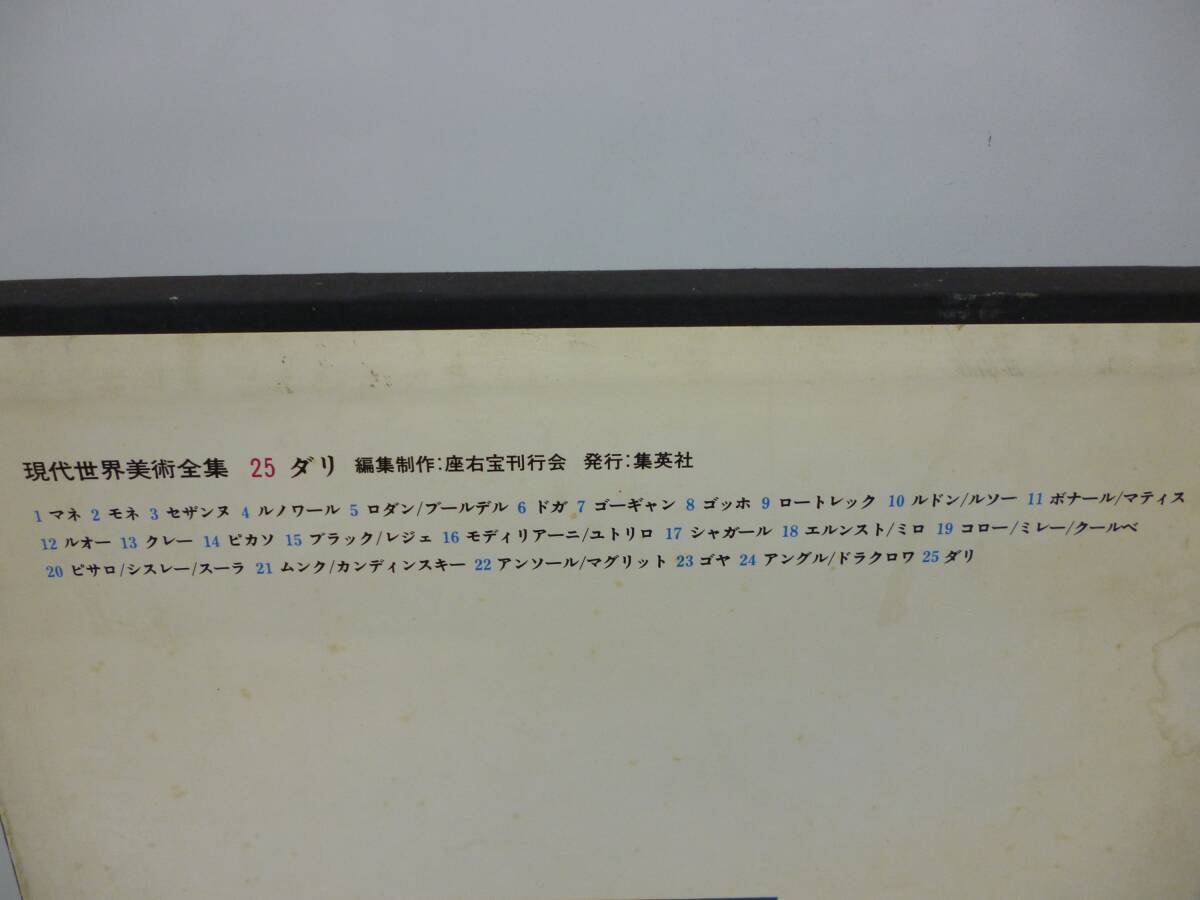 現代世界美術全集 25 ダリ 編集制作:座右宝刊行会 発行:集英社
1 マネ 2 モネ 3 セザンヌ 4 ルノワール 5 ロダン/ブールデル 6 ドガ 7 ゴーギャン 8 ゴッホ 9 ロートレック 10 ルドン/ルソー 11 ボナール/マティス
12 ルオー 13 クレー 14 ピカソ 15 ブラック/レジェ 16 モディリアーニ/ユトリロ 17 シャガール 18 エルンスト/ミロ 19 コロー/ミレー/クールベ
20 ピサロ/シスレー/スーラ 21 ムンク/カンディンスキー 22 アンソール/マグリット 23 ゴヤ 24 アングル/ドラクロワ 25 ダリ